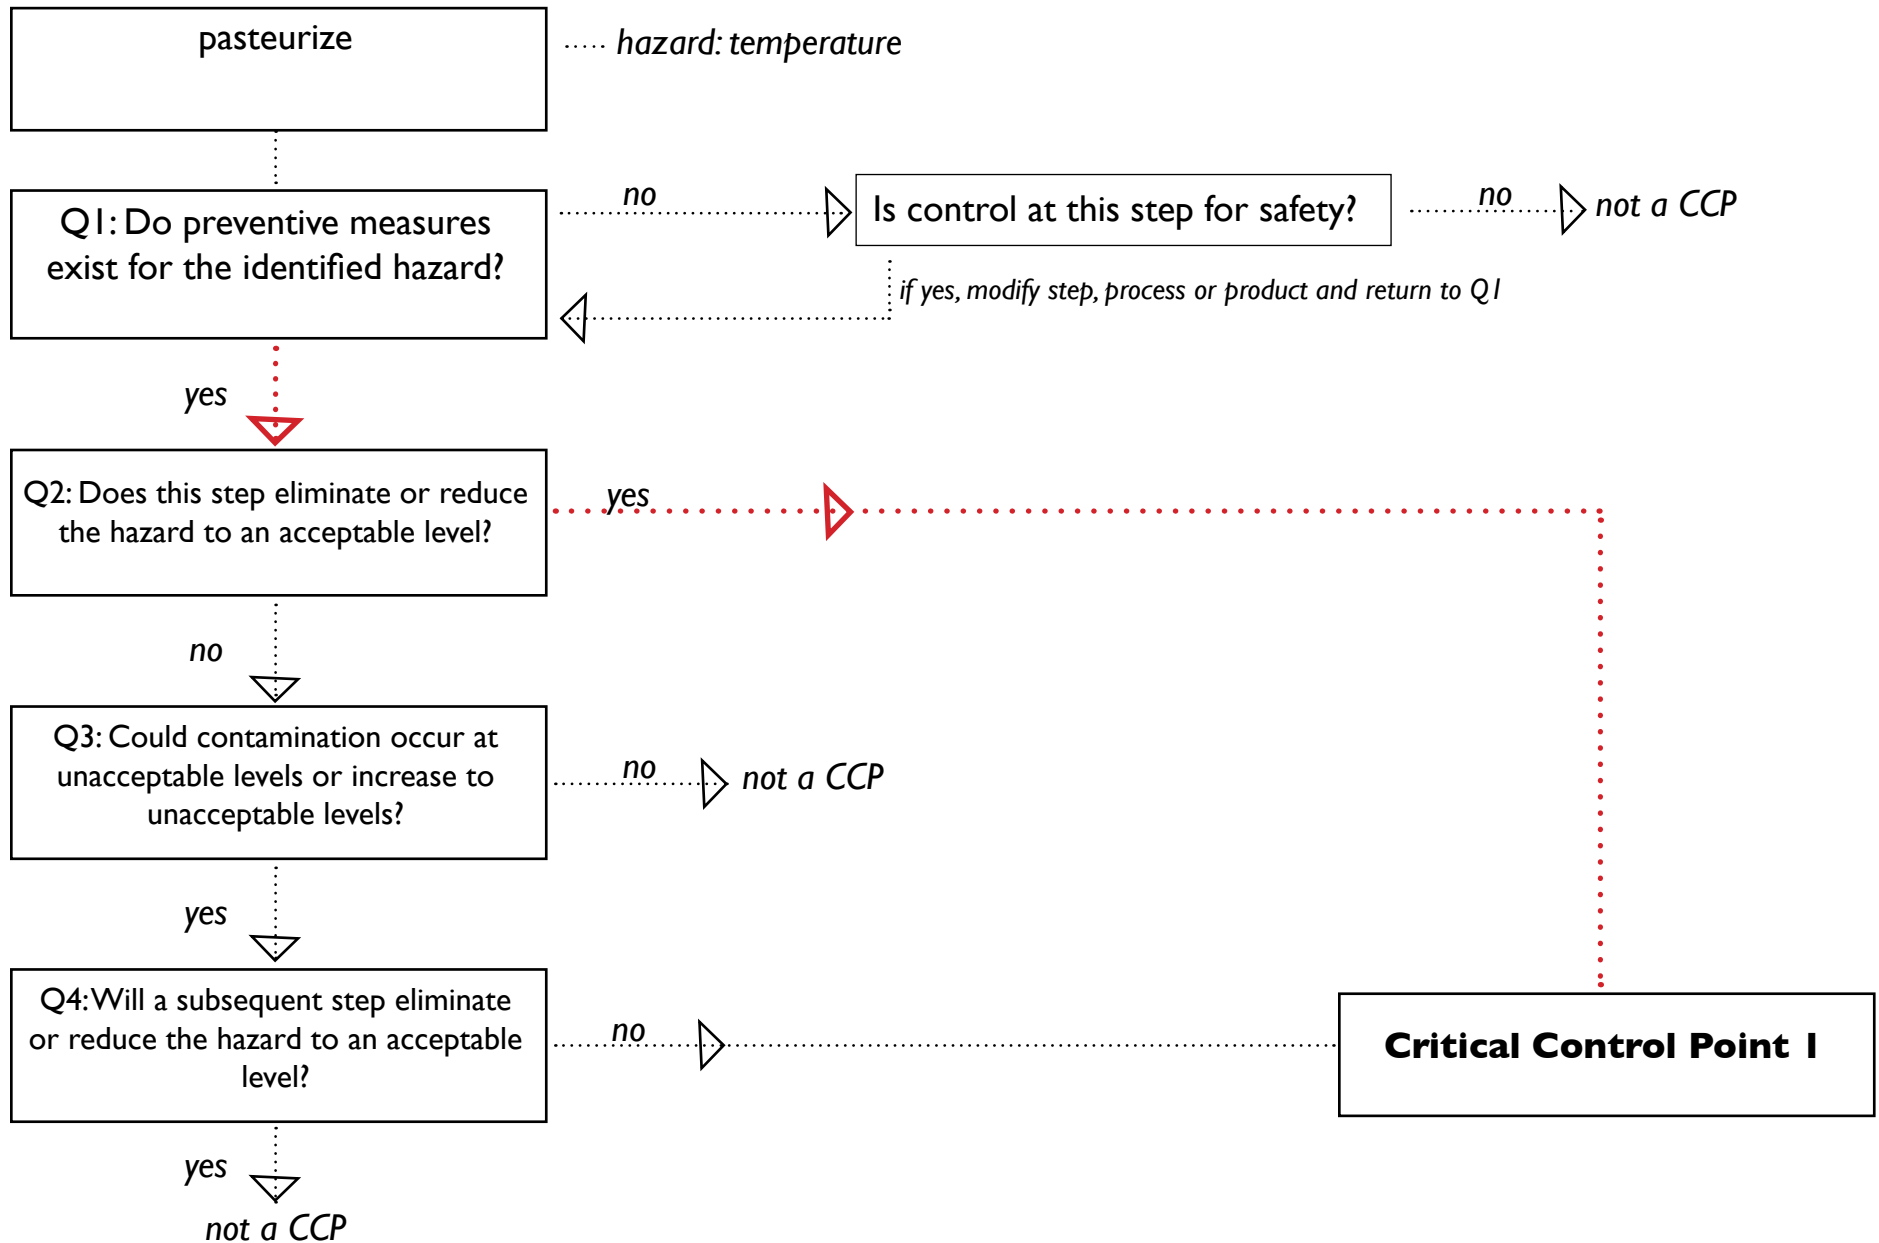 pasteurize
hazard: temperature
Q1: Do preventive measures
exist for the identified hazard?
no
Is control at this step for safety?
no
not a CCP
if yes, modify step, process or product and return to Q1
yes
Q2: Does this step eliminate or reduce
the hazard to an acceptable level?
yes
no
Q3: Could contamination occur at
unacceptable levels or increase to
unacceptable levels?
no
not a CCP
yes
Q4: Will a subsequent step eliminate
or reduce the hazard to an acceptable
level?
no
Critical Control Point 1
yes
not a CCP